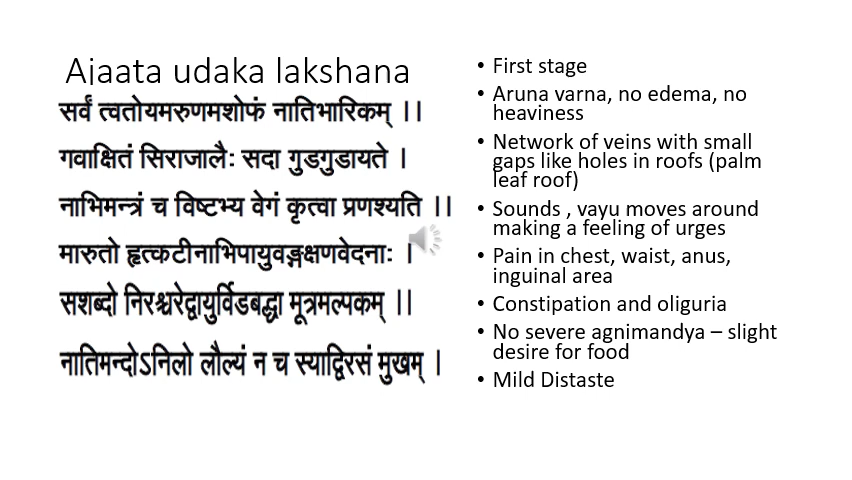 Ajaata udaka lakshana
सर्वं त्वतोयमरुणमशोफं नातिभारिकम् ।।
गवाक्षितं सिराजालैः सदा गुडगुडायते ।
नाभिमन्त्रं च विष्टभ्य वेगं कृत्वा प्रणश्यति ।।
मारुतो हृत्कटीनाभिपायुवङ्क्षणवेदनाः ।
सशब्दो निरश्चरेद्वायुर्विडबद्धा मूत्रमल्पकम् ।।
नातिमन्दोऽनिलो लौल्यं न च स्याद्विरसं मुखम् ।
• First stage
• Aruna varna, no edema, no
heaviness
• Network of veins with small
gaps like holes in roofs (palm
leaf roof)
• Sounds , vayu moves around
making a feeling of urges
• Pain in chest, waist, anus,
inguinal area
• Constipation and oliguria
• No severe agnimandya – slight
desire for food
• Mild Distaste